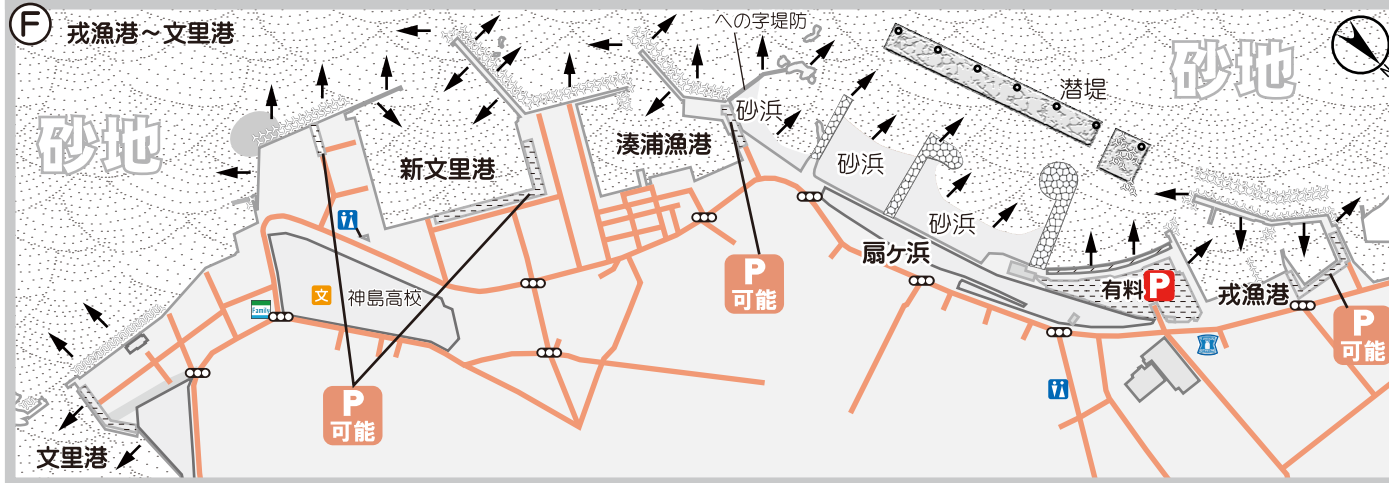 F 戎漁港～文里港
への字堤防
砂地
砂地
潜堤
砂浜
新文里港
湊浦漁港
砂浜
砂浜
扇ケ浜
有料 P
戎漁港
文 神島高校
Family
P
可能
P
可能
P
可能
文里港
N